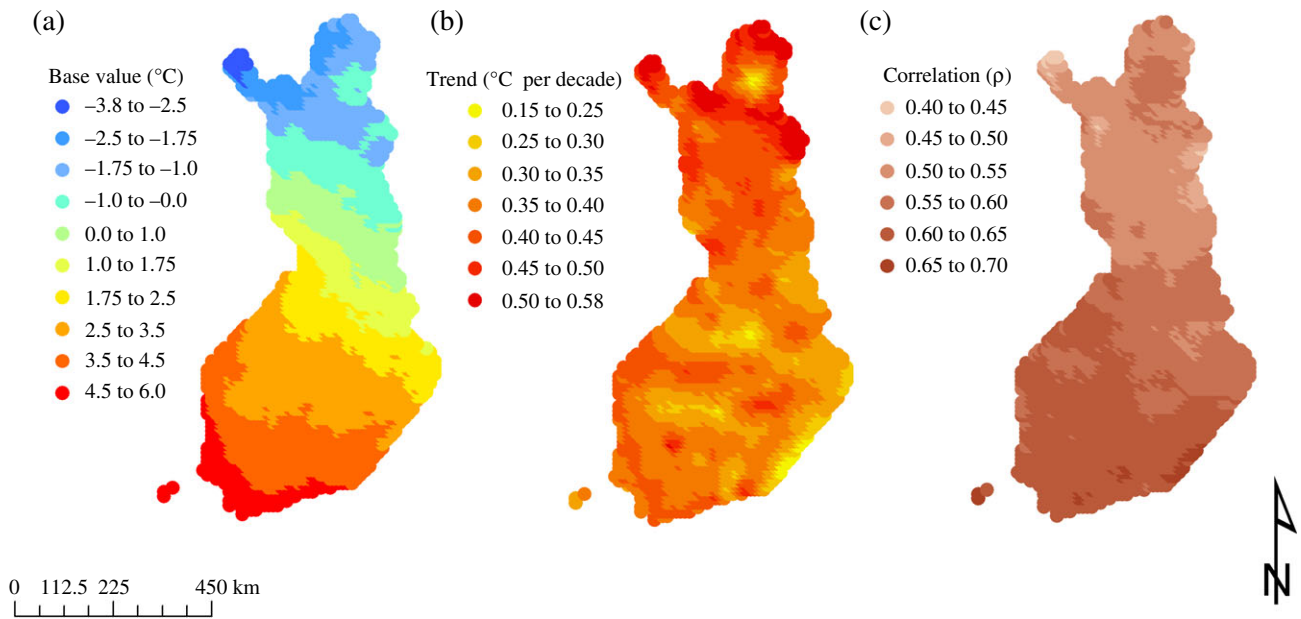 (a)
Base value (°C)
–3.8 to –2.5
–2.5 to –1.75
–1.75 to –1.0
–1.0 to –0.0
0.0 to 1.0
1.0 to 1.75
1.75 to 2.5
2.5 to 3.5
3.5 to 4.5
4.5 to 6.0
(b)
Trend (°C per decade)
0.15 to 0.25
0.25 to 0.30
0.30 to 0.35
0.35 to 0.40
0.40 to 0.45
0.45 to 0.50
0.50 to 0.58
(c)
Correlation (ρ)
0.40 to 0.45
0.45 to 0.50
0.50 to 0.55
0.55 to 0.60
0.60 to 0.65
0.65 to 0.70
0 112.5 225 450 km
N